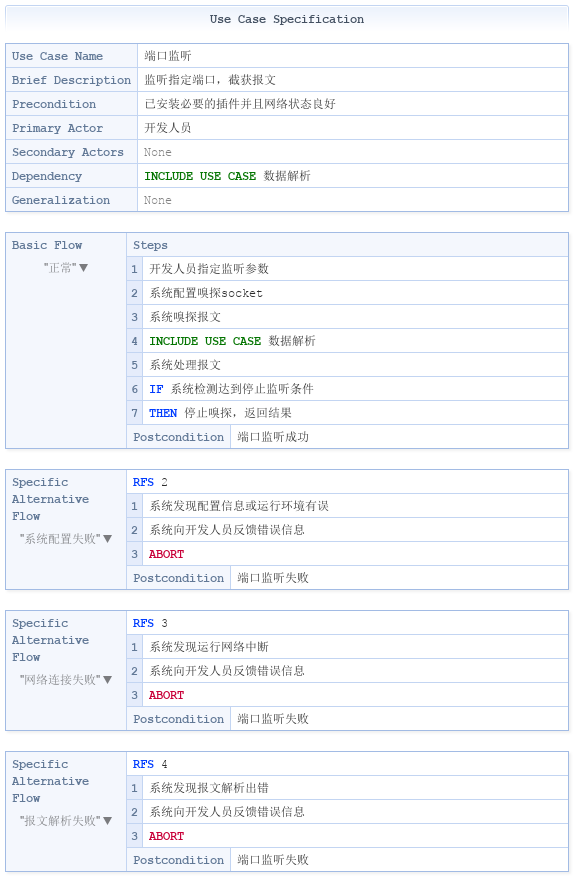 Use Case Specification
Use Case Name 端口监听
Brief Description 监听指定端口，截获报文
Precondition 已安装必要的插件并且网络状态良好
Primary Actor 开发人员
Secondary Actors None
Dependency INCLUDE USE CASE 数据解析
Generalization None
Basic Flow Steps
"正常"▼
1 开发人员指定监听参数
2 系统配置嗅探socket
3 系统嗅探报文
4 INCLUDE USE CASE 数据解析
5 系统处理报文
6 IF 系统检测达到停止监听条件
7 THEN 停止嗅探，返回结果
Postcondition 端口监听成功
Specific
Alternative
Flow
"系统配置失败"▼
RFS 2
1 系统发现配置信息或运行环境有误
2 系统向开发人员反馈错误信息
3 ABORT
Postcondition 端口监听失败
Specific
Alternative
Flow
"网络连接失败"▼
RFS 3
1 系统发现运行网络中断
2 系统向开发人员反馈错误信息
3 ABORT
Postcondition 端口监听失败
Specific
Alternative
Flow
"报文解析失败"▼
RFS 4
1 系统发现报文解析出错
2 系统向开发人员反馈错误信息
3 ABORT
Postcondition 端口监听失败